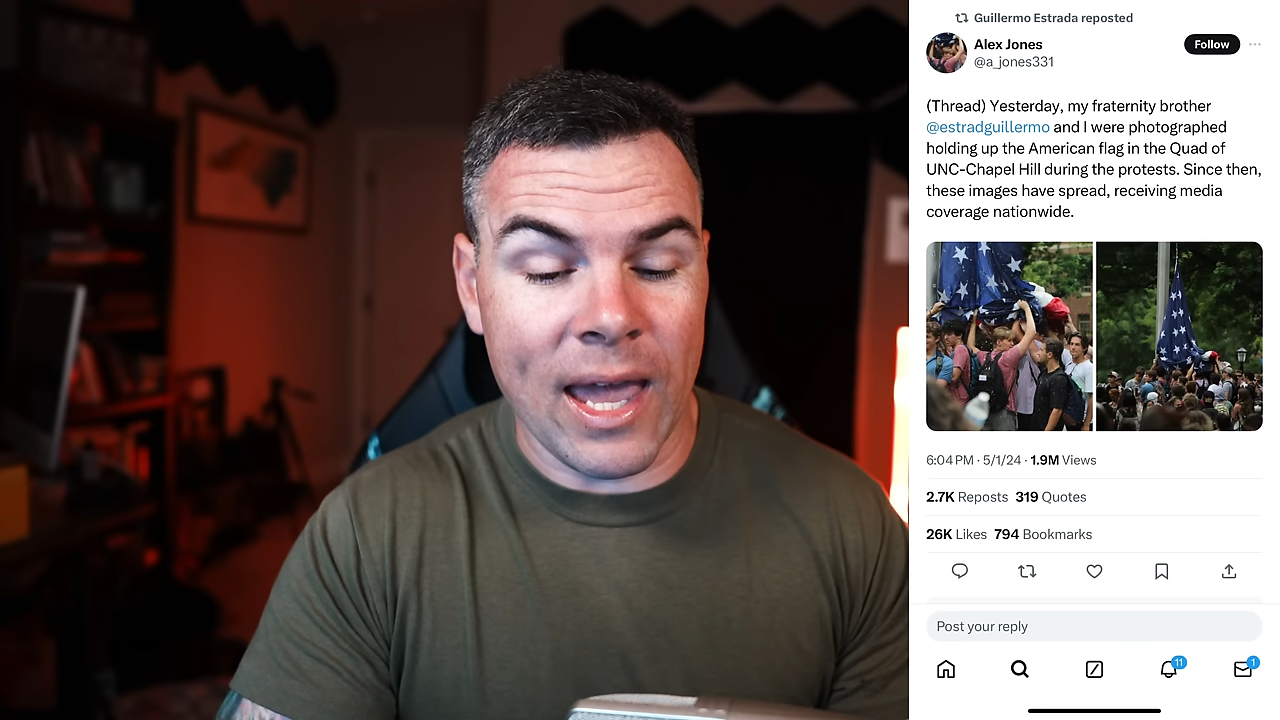 Guillermo Estrada reposted
Alex Jones
@a_jones331
Follow
(Thread) Yesterday, my fraternity brother
@estradguillermo and I were photographed
holding up the American flag in the Quad of
UNC-Chapel Hill during the protests. Since then,
these images have spread, receiving media
coverage nationwide.
6:04 PM · 5/1/24 · 1.9M Views
2.7K Reposts 319 Quotes
26K Likes 794 Bookmarks
Post your reply
11
1